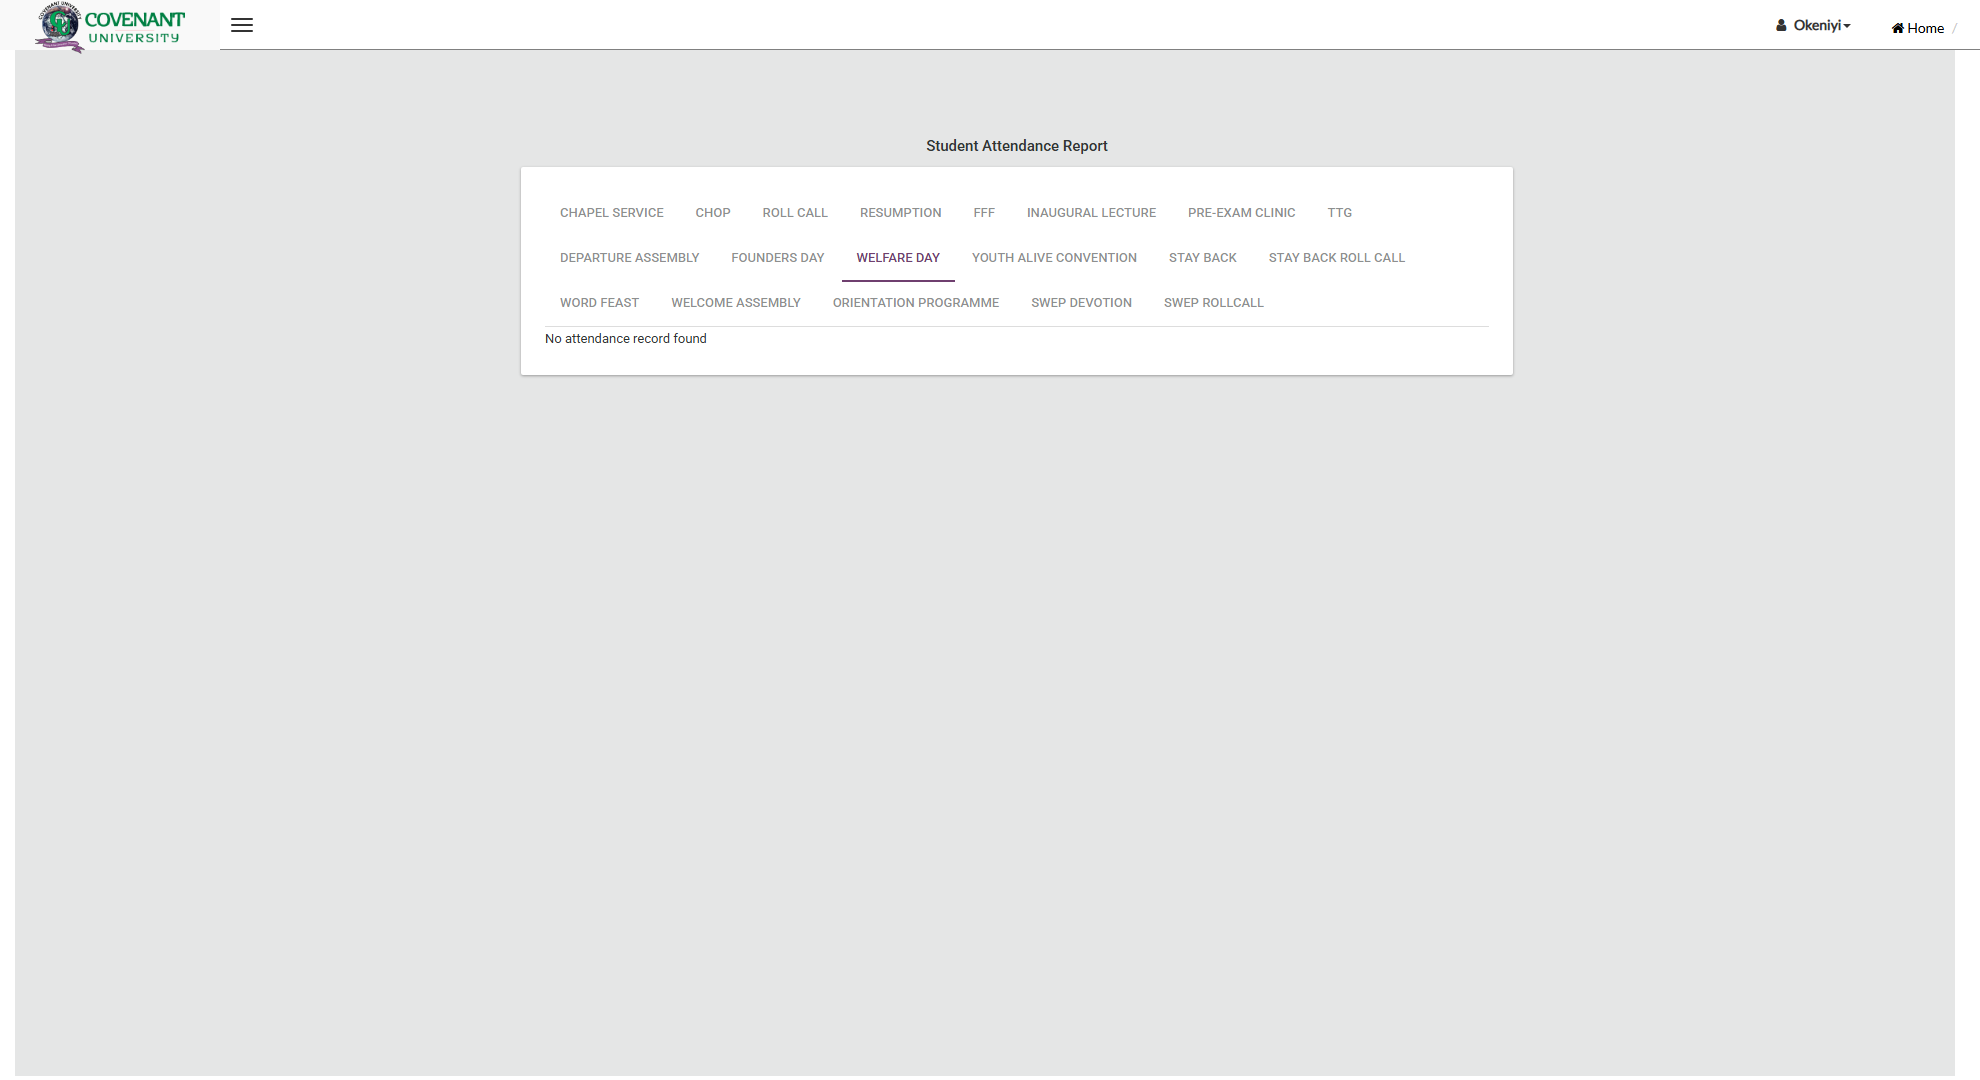 COVENANT
UNIVERSITY
Okeniyi
Home /
Student Attendance Report
CHAPEL SERVICE CHOP ROLL CALL RESUMPTION FFF INAUGURAL LECTURE PRE-EXAM CLINIC TTG
DEPARTURE ASSEMBLY FOUNDERS DAY WELFARE DAY YOUTH ALIVE CONVENTION STAY BACK STAY BACK ROLL CALL
WORD FEAST WELCOME ASSEMBLY ORIENTATION PROGRAMME SWEP DEVOTION SWEP ROLLCALL
No attendance record found